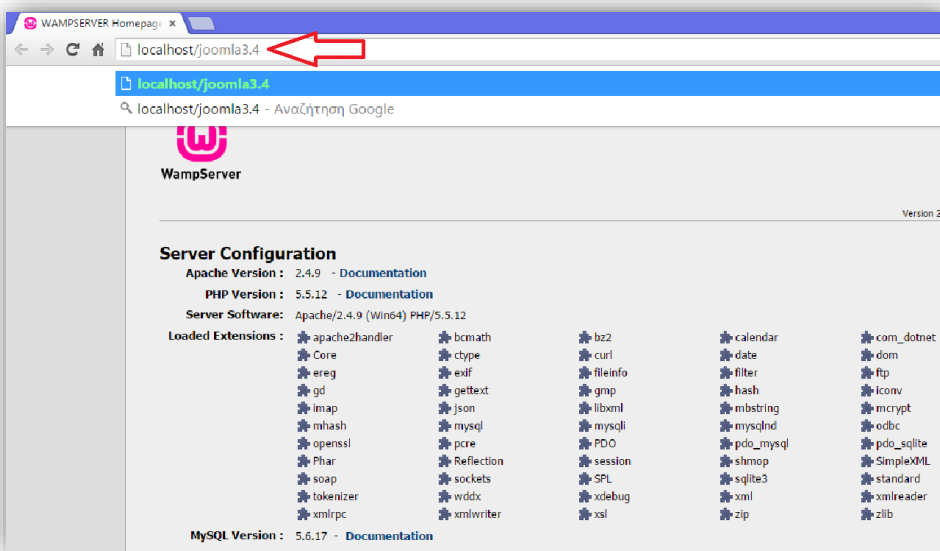 WAMPSERVER Homepage
localhost/joomla3.4
localhost/joomla3.4
localhost/joomla3.4 - Αναζήτηση Google
WampServer
Version 2
Server Configuration
Apache Version : 2.4.9 - Documentation
PHP Version : 5.5.12 - Documentation
Server Software: Apache/2.4.9 (Win64) PHP/5.5.12
Loaded Extensions : apache2handler bcmath bz2 calendar com_dotnet
Core ctype curl date dom
ereg exif fileinfo filter ftp
gd gettext gmp hash iconv
imap json libxml mbstring mcrypt
mhash mysql mysqli mysqlnd odbc
openssl pcre PDO pdo_mysql pdo_sqlite
Phar Reflection session shmop SimpleXML
soap sockets SPL sqlite3 standard
tokenizer wddx xdebug xml xmlreader
xmlrpc xmlwriter xsl zip zlib
MySQL Version : 5.6.17 - Documentation